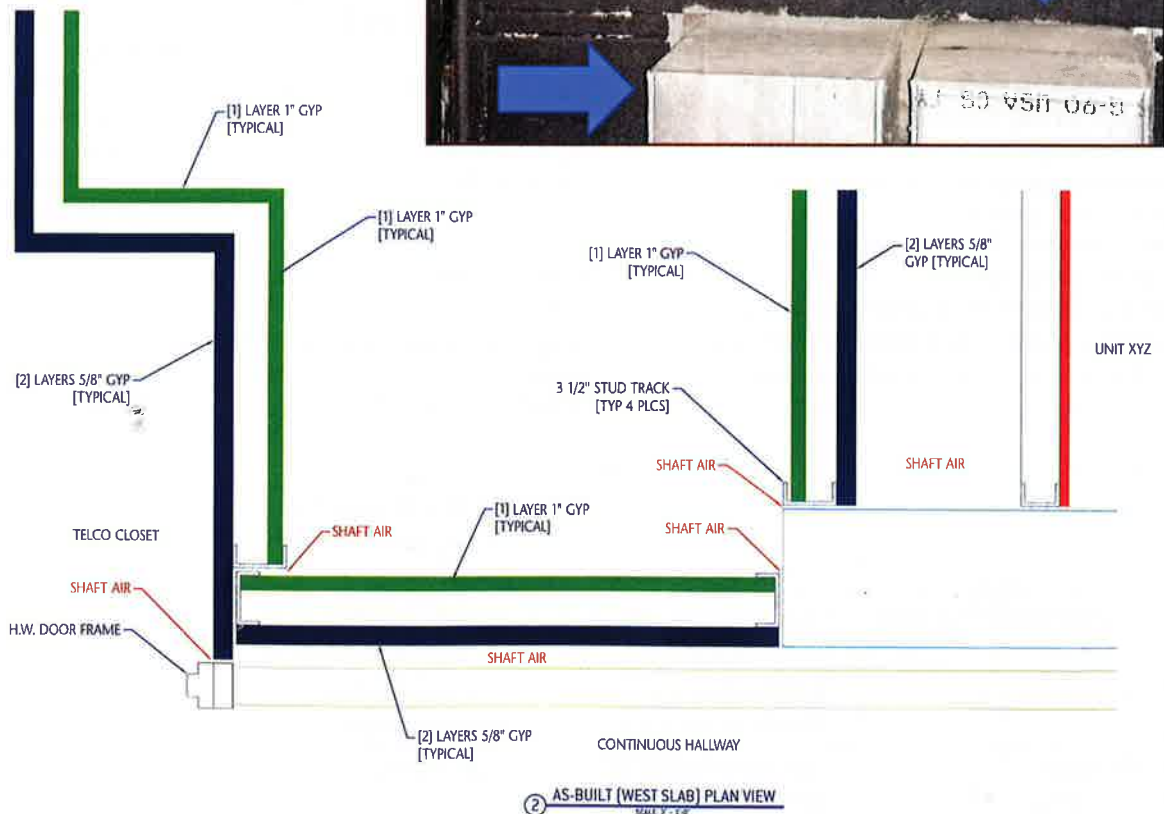 [1] LAYER 1" GYP
[TYPICAL]
[1] LAYER 1" GYP
[TYPICAL]
[1] LAYER 1" GYP
[TYPICAL]
[2] LAYERS 5/8"
GYP [TYPICAL]
UNIT XYZ
[2] LAYERS 5/8" GYP
[TYPICAL]
3 1/2" STUD TRACK
[TYP 4 PLCS]
SHAFT AIR
SHAFT AIR
[1] LAYER 1" GYP
[TYPICAL]
SHAFT AIR
TELCO CLOSET
SHAFT AIR
SHAFT AIR
H.W. DOOR FRAME
SHAFT AIR
[2] LAYERS 5/8" GYP
[TYPICAL]
CONTINUOUS HALLWAY
2 AS-BUILT [WEST SLAB] PLAN VIEW